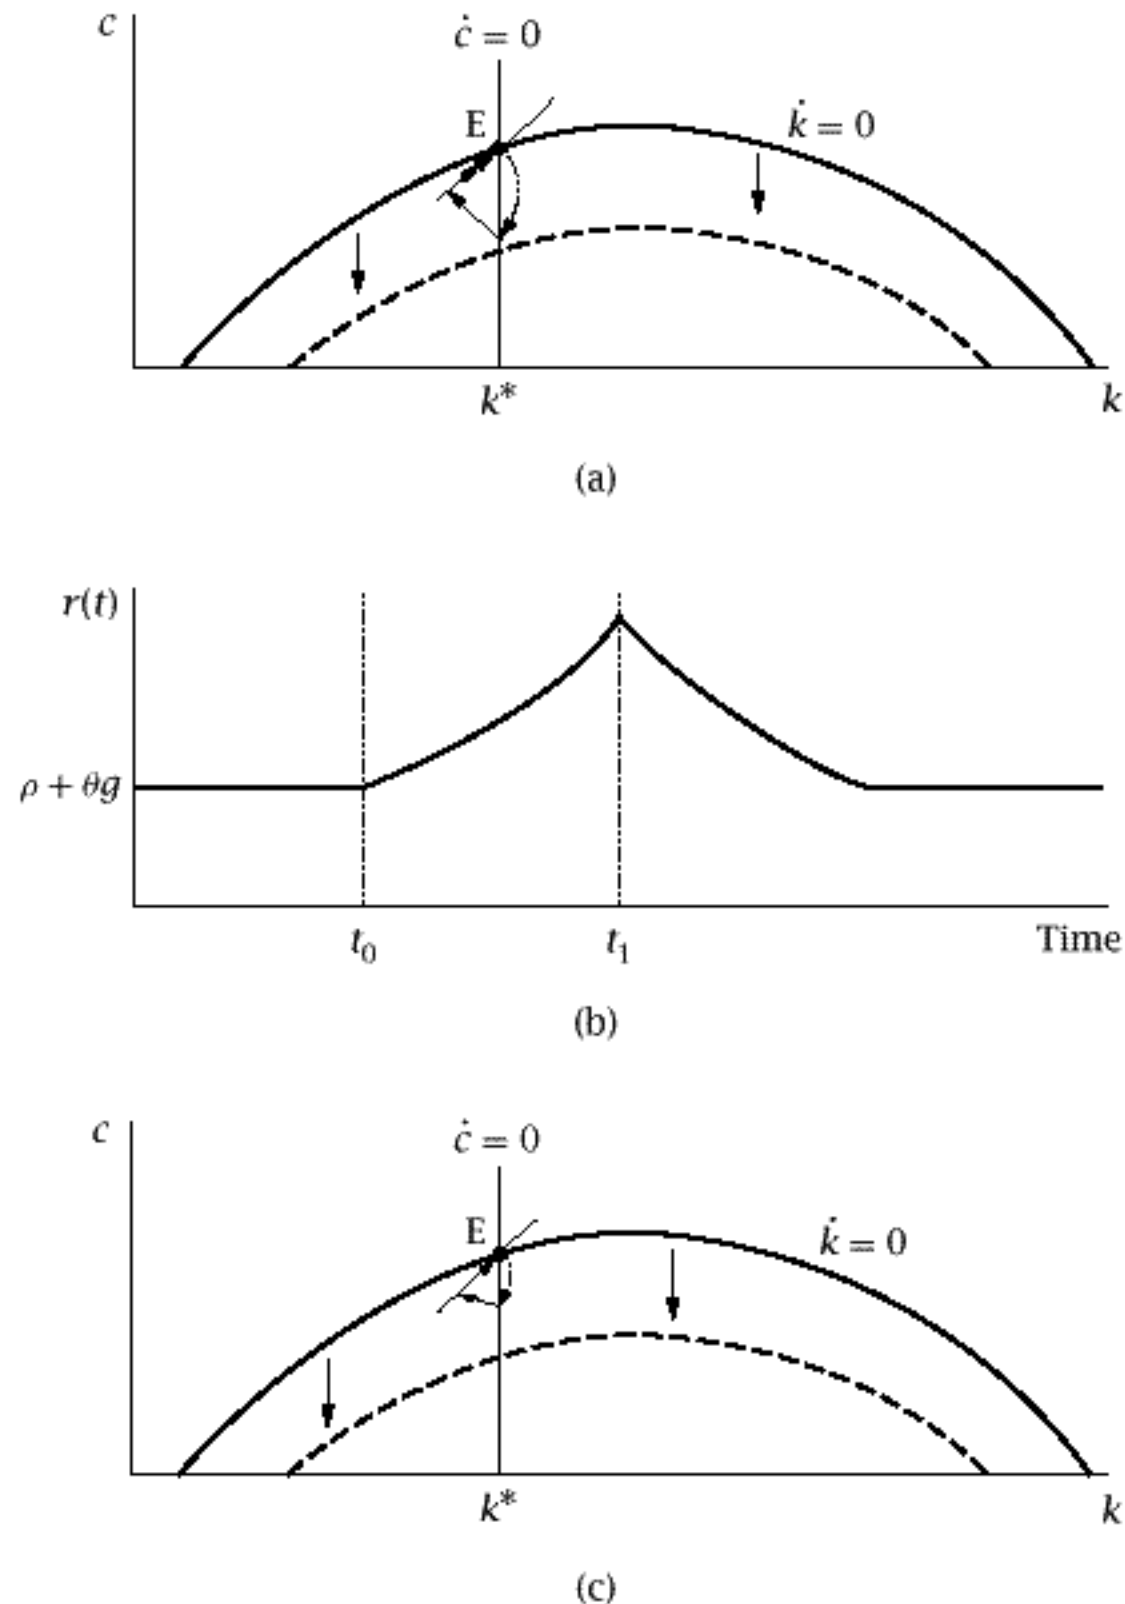 c
ċ = 0
E
k̇ = 0
k*
k
(a)
r(t)
ρ + θg
t₀
t₁
Time
(b)
c
ċ = 0
E
k̇ = 0
k*
k
(c)